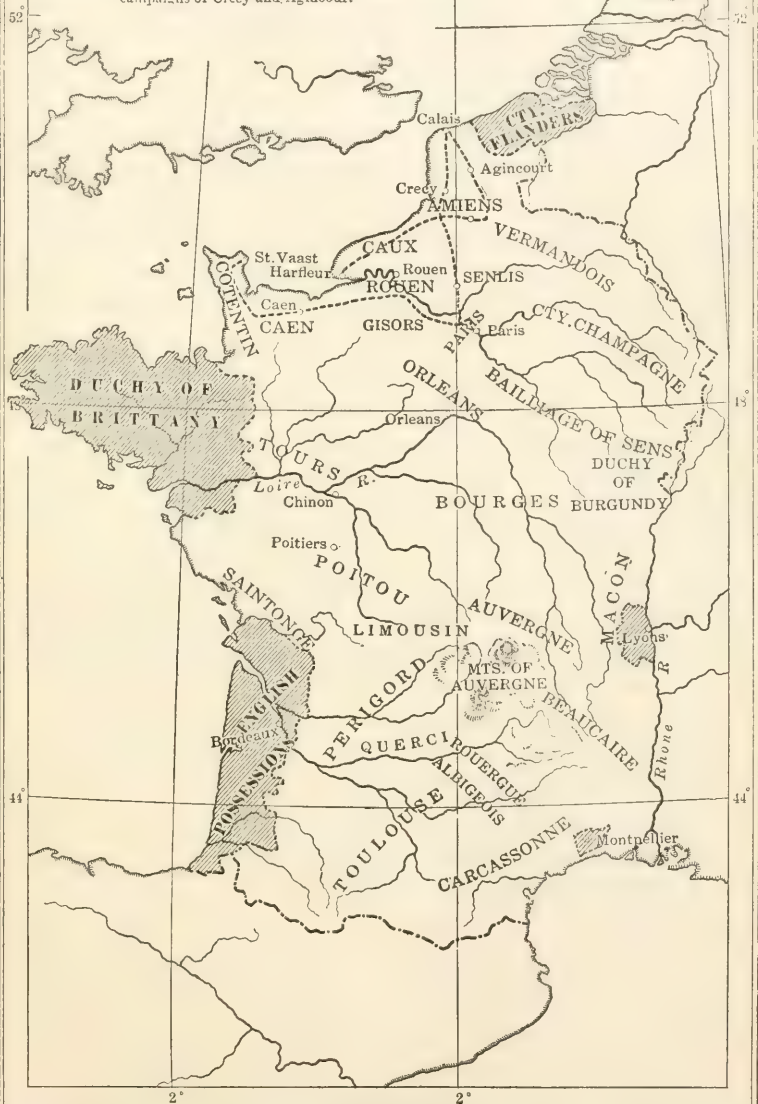 campaigns of Crecy and Agincour.
52°
52°
Calais
CTY. FLANDERS
Agincourt
Crecy
AMIENS
VERMANDOIS
CAUX
St. Vaast
Harfleur
Rouen
ROUEN
SENLIS
COTENTIN
Caen
CAEN
GISORS
PARIS
Paris
CTY. CHAMPAGNE
DUCHY OF
BRITTANY
ORLEANS
Orleans
BAILLIAGE OF SENS
48°
DUCHY
OF
BURGUNDY
TOURS
Loire R.
Chinon
BOURGES
Poitiers
POITOU
SAINTONGE
LIMOUSIN
AUVERGNE
MACON
Lyons
MTS. OF
AUVERGNE
ENGLISH
POSSESSIONS
Bordeaux
PERIGORD
QUERCI
ROUERGUE
ALBIGEOIS
BEAUCAIRE
Rhone R
44°
44°
TOULOUSE
CARCASSONNE
Montpellier
2°
2°